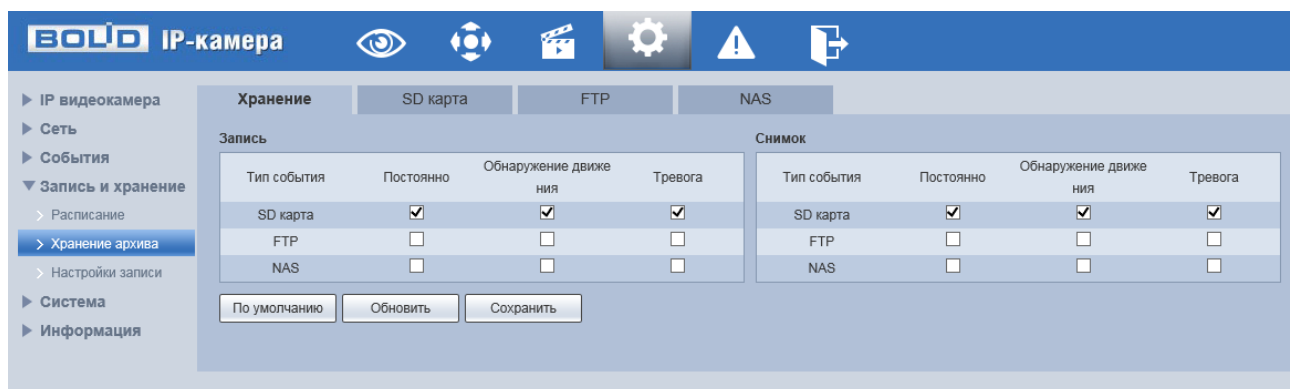 BOLID IP-камера
IP видеокамера
Сеть
События
Запись и хранение
Расписание
Хранение архива
Настройки записи
Система
Информация
Хранение SD карта FTP NAS
Запись
Тип события Постоянно Обнаружение движе
ния Тревога
SD карта
FTP
NAS
Снимок
Тип события Постоянно Обнаружение движе
ния Тревога
SD карта
FTP
NAS
По умолчанию Обновить Сохранить